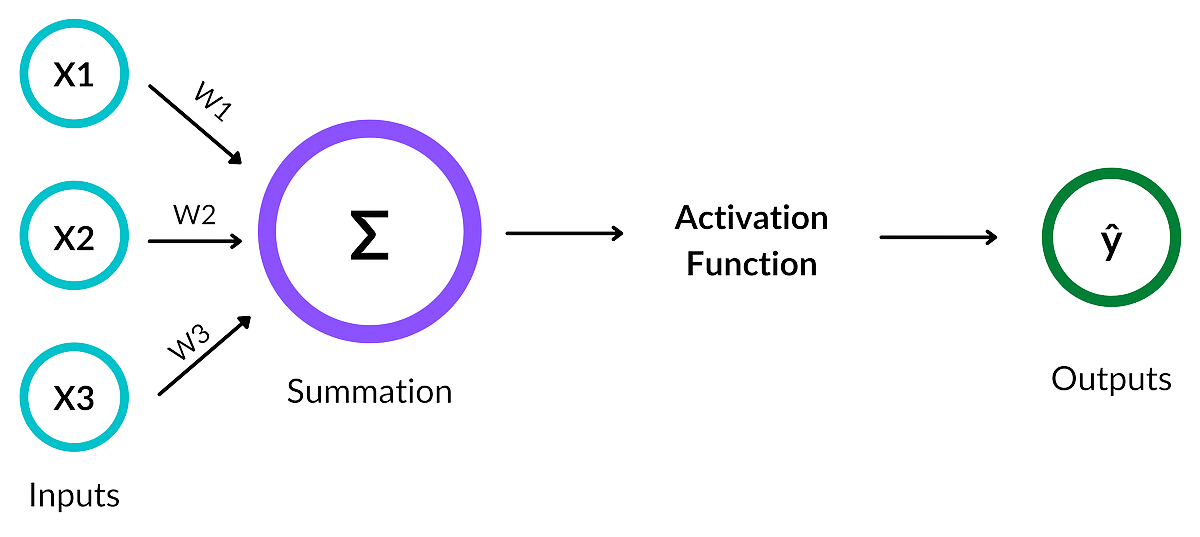 X1
W1
X2
W2
X3
W3
Inputs
Σ
Summation
Activation
Function
ŷ
Outputs